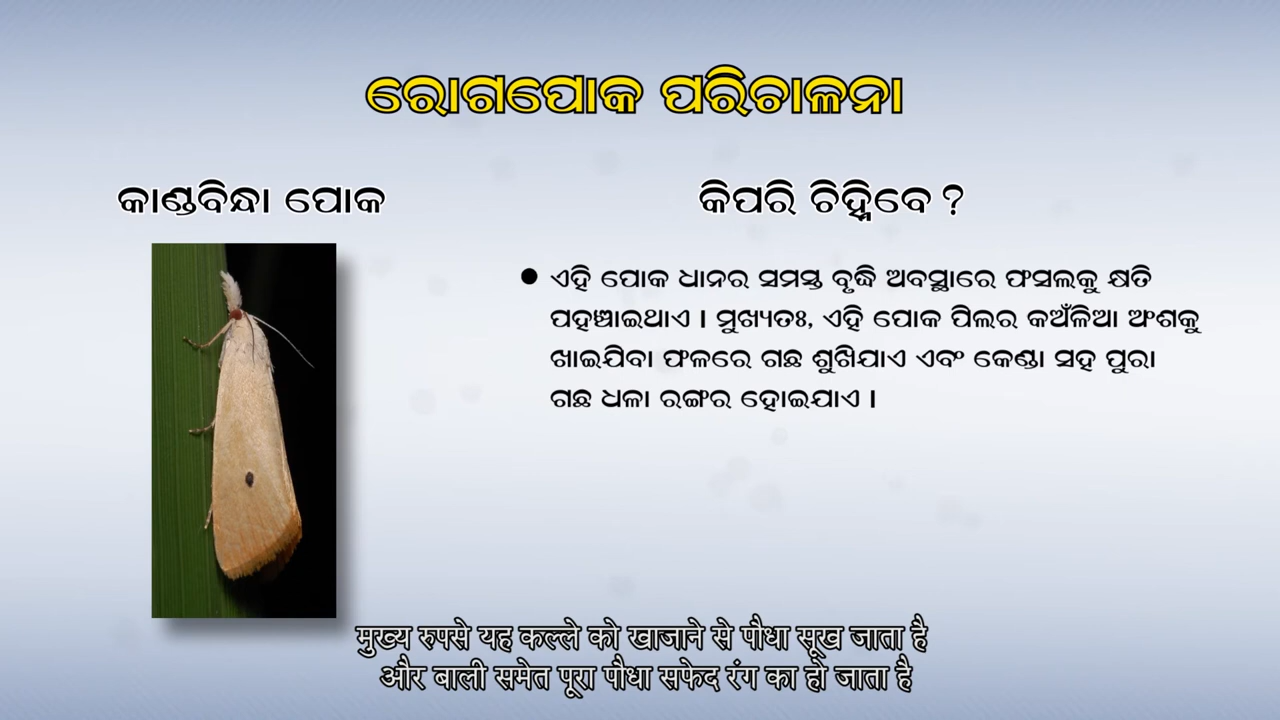 ରୋଗପୋକ ପରିଚାଳନା
କାଣ୍ଡବିନ୍ଧା ପୋକ
କିପରି ଚିହ୍ନିବେ ?
● ଏହି ପୋକ ଧାନର ସମସ୍ତ ବୃଦ୍ଧି ଅବସ୍ଥାରେ ଫସଲକୁ କ୍ଷତି
ପହଞ୍ଚାଇଥାଏ । ମୁଖ୍ୟତଃ, ଏହି ପୋକ ପିଲର କଅଁଳିଆ ଅଂଶକୁ
ଖାଇଯିବା ଫଳରେ ଗଛ ଶୁଖିଯାଏ ଏବଂ କେଣ୍ଡା ସହ ପୁରା
ଗଛ ଧଳା ରଙ୍ଗର ହୋଇଯାଏ ।
मुख्य रुपसे यह कल्ले को खाजाने से पौधा सूख जाता है
और बाली समेत पूरा पौधा सफेद रंग का हो जाता है